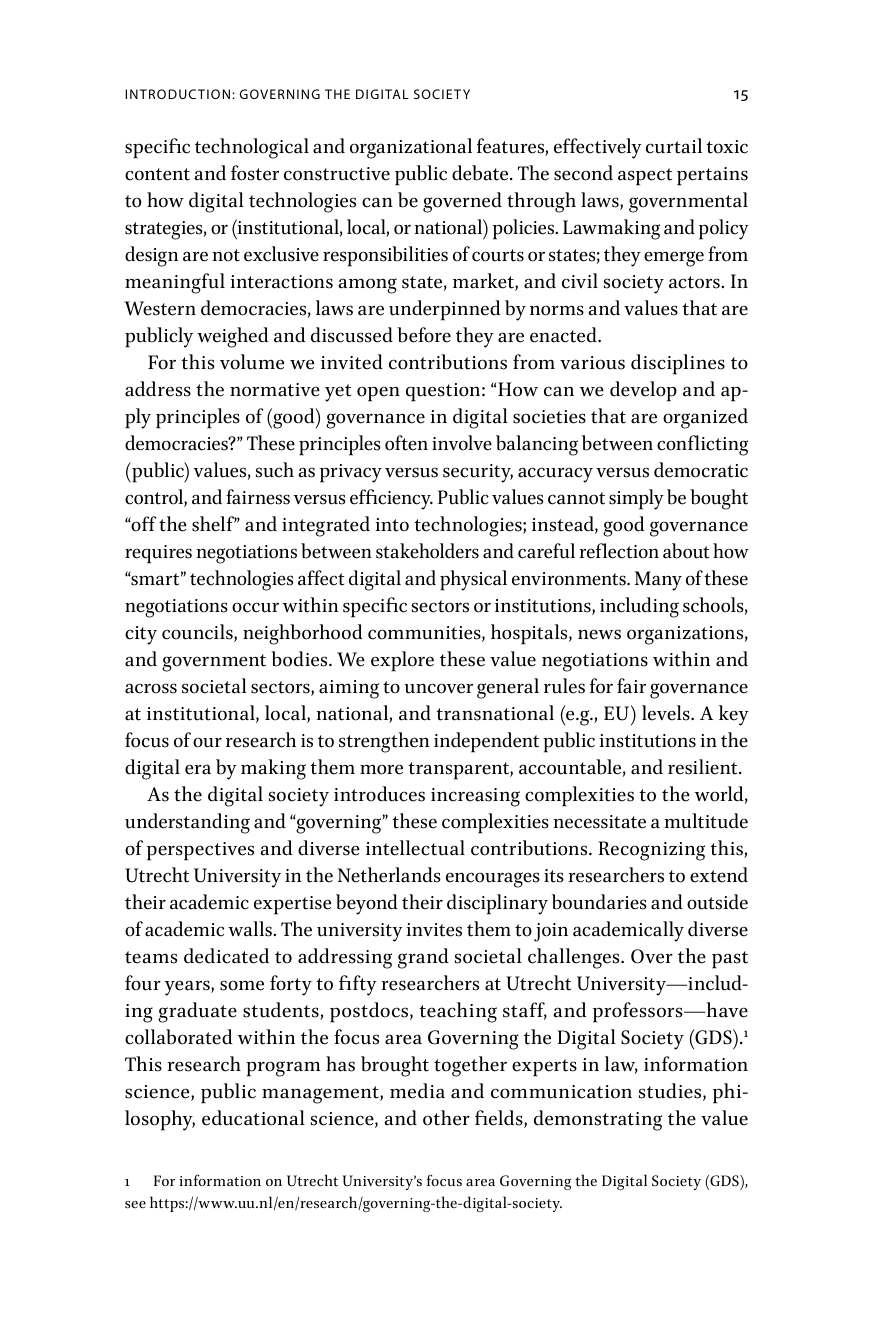 INTRODUCTION: GOVERNING THE DIGITAL SOCIETY 15
specific technological and organizational features, effectively curtail toxic
content and foster constructive public debate. The second aspect pertains
to how digital technologies can be governed through laws, governmental
strategies, or (institutional, local, or national) policies. Lawmaking and policy
design are not exclusive responsibilities of courts or states; they emerge from
meaningful interactions among state, market, and civil society actors. In
Western democracies, laws are underpinned by norms and values that are
publicly weighed and discussed before they are enacted.
For this volume we invited contributions from various disciplines to
address the normative yet open question: “How can we develop and ap-
ply principles of (good) governance in digital societies that are organized
democracies?” These principles often involve balancing between conflicting
(public) values, such as privacy versus security, accuracy versus democratic
control, and fairness versus efficiency. Public values cannot simply be bought
“off the shelf” and integrated into technologies; instead, good governance
requires negotiations between stakeholders and careful reflection about how
“smart” technologies affect digital and physical environments. Many of these
negotiations occur within specific sectors or institutions, including schools,
city councils, neighborhood communities, hospitals, news organizations,
and government bodies. We explore these value negotiations within and
across societal sectors, aiming to uncover general rules for fair governance
at institutional, local, national, and transnational (e.g., EU) levels. A key
focus of our research is to strengthen independent public institutions in the
digital era by making them more transparent, accountable, and resilient.
As the digital society introduces increasing complexities to the world,
understanding and “governing” these complexities necessitate a multitude
of perspectives and diverse intellectual contributions. Recognizing this,
Utrecht University in the Netherlands encourages its researchers to extend
their academic expertise beyond their disciplinary boundaries and outside
of academic walls. The university invites them to join academically diverse
teams dedicated to addressing grand societal challenges. Over the past
four years, some forty to fifty researchers at Utrecht University—includ-
ing graduate students, postdocs, teaching staff, and professors—have
collaborated within the focus area Governing the Digital Society (GDS).¹
This research program has brought together experts in law, information
science, public management, media and communication studies, phi-
losophy, educational science, and other fields, demonstrating the value
1 For information on Utrecht University’s focus area Governing the Digital Society (GDS),
see https://www.uu.nl/en/research/governing-the-digital-society.